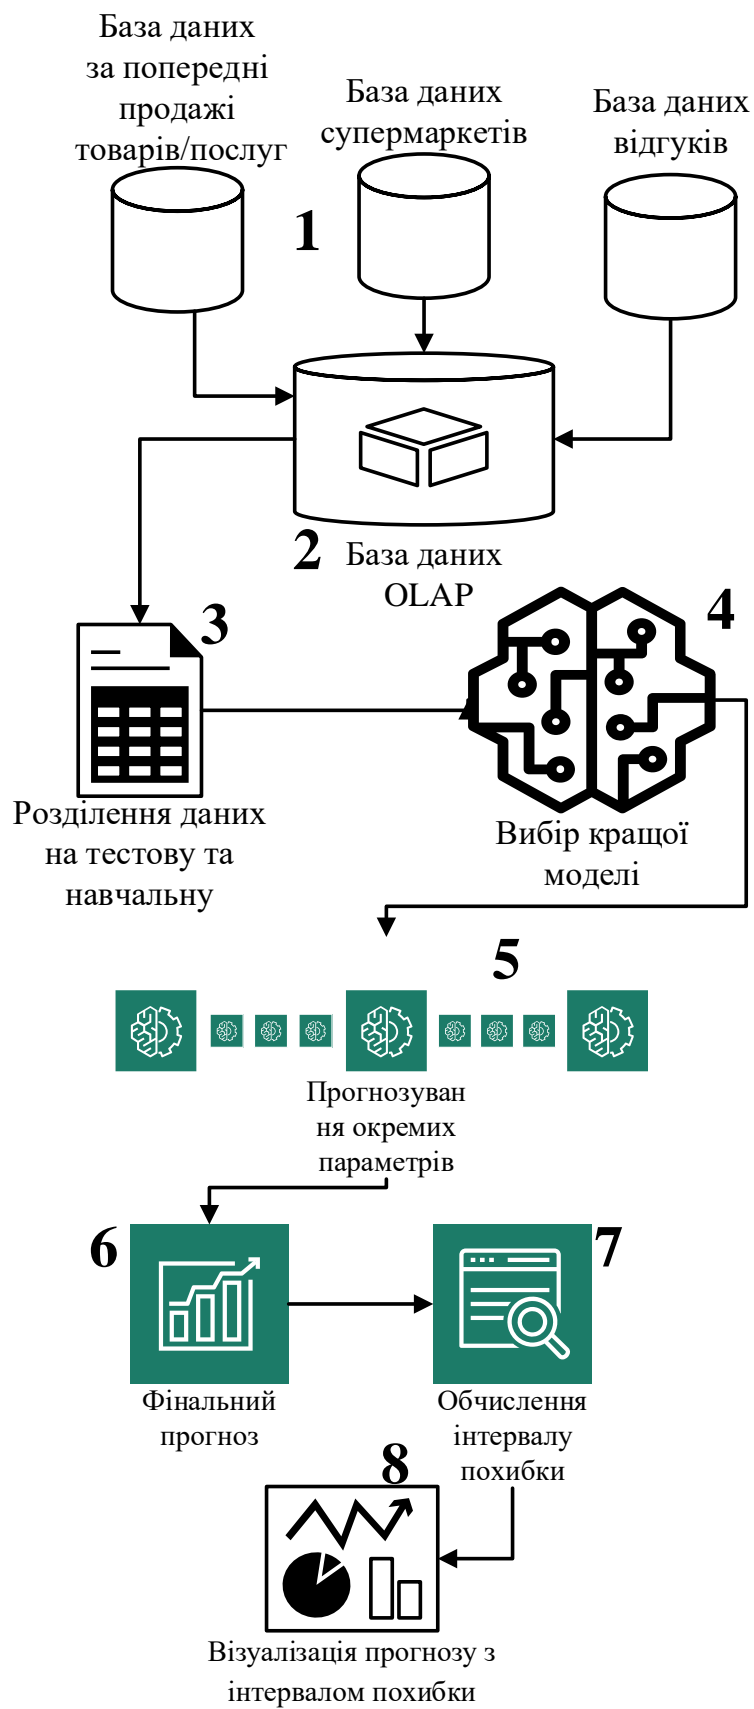 База даних
за попередні
продажі
товарів/послуг
База даних
супермаркетів
База даних
відгуків
1
2
База даних
OLAP
3
4
Розділення даних
на тестову та
навчальну
Вибір кращої
моделі
5
Прогнозуван
ня окремих
параметрів
6
7
Фінальний
прогноз
Обчислення
інтервалу
похибки
8
Візуалізація прогнозу з
інтервалом похибки